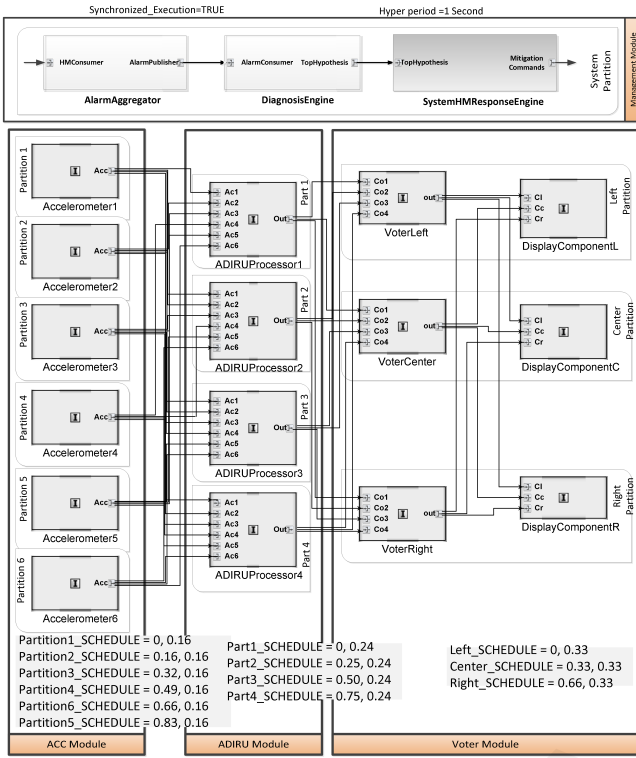 Synchronized_Execution=TRUE
Hyper period =1 Second
HMConsumer
AlarmPublisher
AlarmAggregator
AlarmConsumer
TopHypothesis
DiagnosisEngine
TopHypothesis
Mitigation
Commands
SystemHMResponseEngine
System
Partition
Management Module
Partition 1
Acc
Accelerometer1
Partition 2
Acc
Accelerometer2
Partition 3
Acc
Accelerometer3
Partition 4
Acc
Accelerometer4
Partition 5
Acc
Accelerometer5
Partition 6
Acc
Accelerometer6
Partition1_SCHEDULE = 0, 0.16
Partition2_SCHEDULE = 0.16, 0.16
Partition3_SCHEDULE = 0.32, 0.16
Partition4_SCHEDULE = 0.49, 0.16
Partition6_SCHEDULE = 0.66, 0.16
Partition5_SCHEDULE = 0.83, 0.16
ACC Module
Part 1
Ac1
Ac2
Ac3
Ac4
Ac5
Ac6
Out
ADIRUProcessor1
Part 2
Ac1
Ac2
Ac3
Ac4
Ac5
Ac6
Out
ADIRUProcessor2
Part 3
Ac1
Ac2
Ac3
Ac4
Ac5
Ac6
Out
ADIRUProcessor3
Part 4
Ac1
Ac2
Ac3
Ac4
Ac5
Ac6
Out
ADIRUProcessor4
Part1_SCHEDULE = 0, 0.24
Part2_SCHEDULE = 0.25, 0.24
Part3_SCHEDULE = 0.50, 0.24
Part4_SCHEDULE = 0.75, 0.24
ADIRU Module
Co1
Co2
Co3
Co4
out
VoterLeft
Cl
Cc
Cr
DisplayComponentL
Left
Partition
Co1
Co2
Co3
Co4
out
VoterCenter
Cl
Cc
Cr
DisplayComponentC
Center
Partition
Co1
Co2
Co3
Co4
out
VoterRight
Cl
Cc
Cr
DisplayComponentR
Right
Partition
Left_SCHEDULE = 0, 0.33
Center_SCHEDULE = 0.33, 0.33
Right_SCHEDULE = 0.66, 0.33
Voter Module